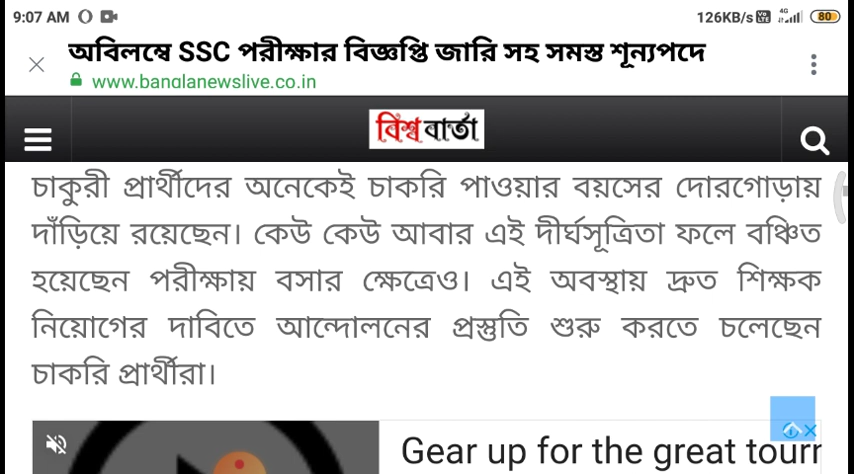 9:07 AM
126KB/s Vo LTE 4G 80
অবিলম্বে SSC পরীক্ষার বিজ্ঞপ্তি জারি সহ সমস্ত শূন্যপদে
www.banglanewslive.co.in
বিশ্ববার্তা
চাকুরী প্রার্থীদের অনেকেই চাকরি পাওয়ার বয়সের দোরগোড়ায়
দাঁড়িয়ে রয়েছেন। কেউ কেউ আবার এই দীর্ঘসূত্রিতা ফলে বঞ্চিত
হয়েছেন পরীক্ষায় বসার ক্ষেত্রেও। এই অবস্থায় দ্রুত শিক্ষক
নিয়োগের দাবিতে আন্দোলনের প্রস্তুতি শুরু করতে চলেছেন
চাকরি প্রার্থীরা।
Gear up for the great